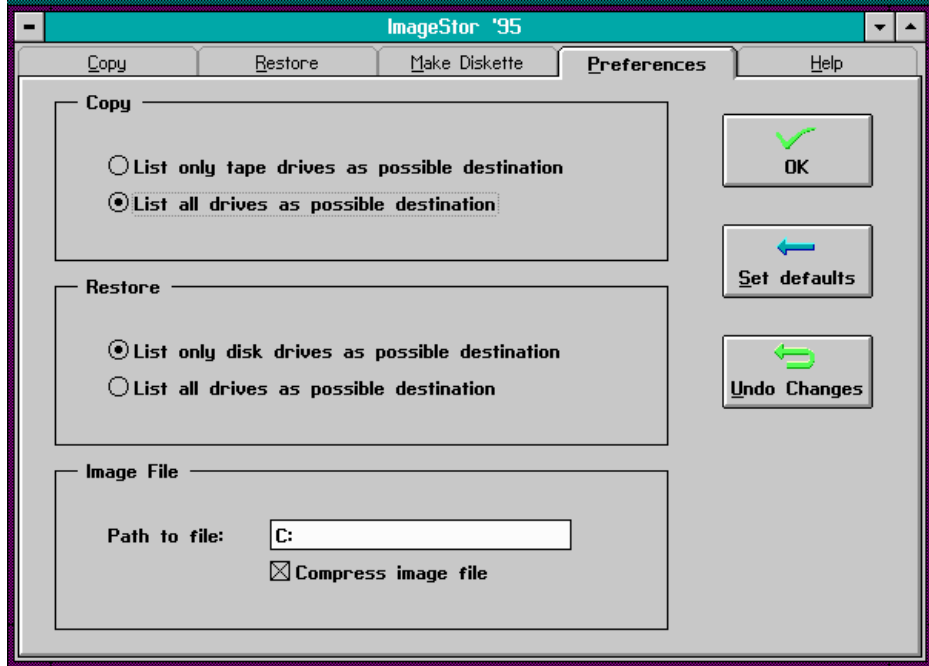 ImageStor '95
Copy Restore Make Diskette Preferences Help
Copy
List only tape drives as possible destination
List all drives as possible destination
OK
Set defaults
Restore
List only disk drives as possible destination
List all drives as possible destination
Undo Changes
Image File
Path to file: C:
Compress image file